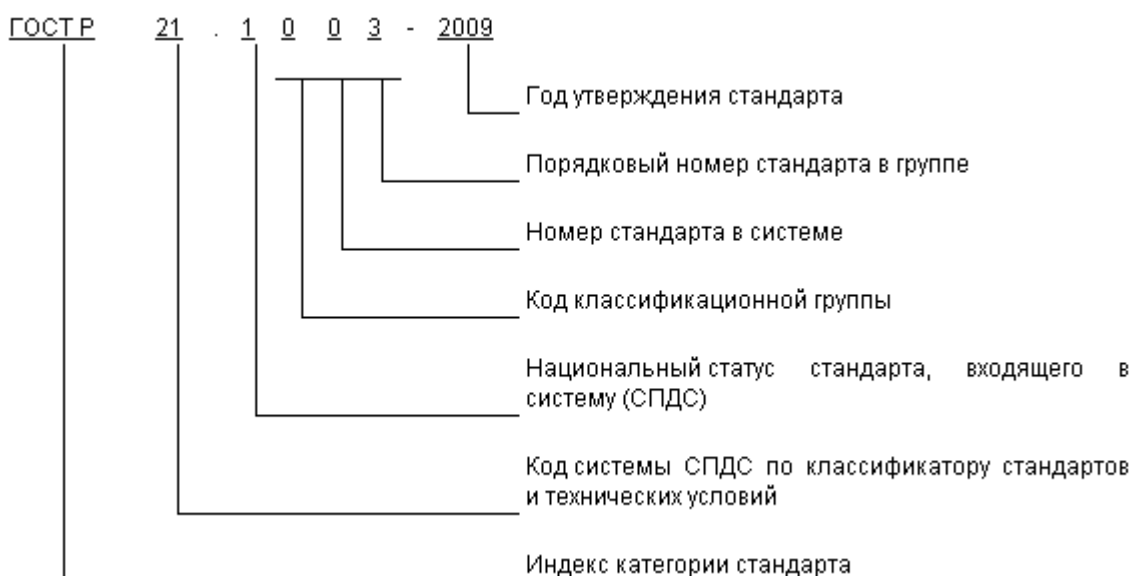 ГОСТ Р 21 . 1 0 0 3 - 2009
Год утверждения стандарта
Порядковый номер стандарта в группе
Номер стандарта в системе
Код классификационной группы
Национальный статус стандарта, входящего в
систему (СПДС)
Код системы СПДС по классификатору стандартов
и технических условий
Индекс категории стандарта